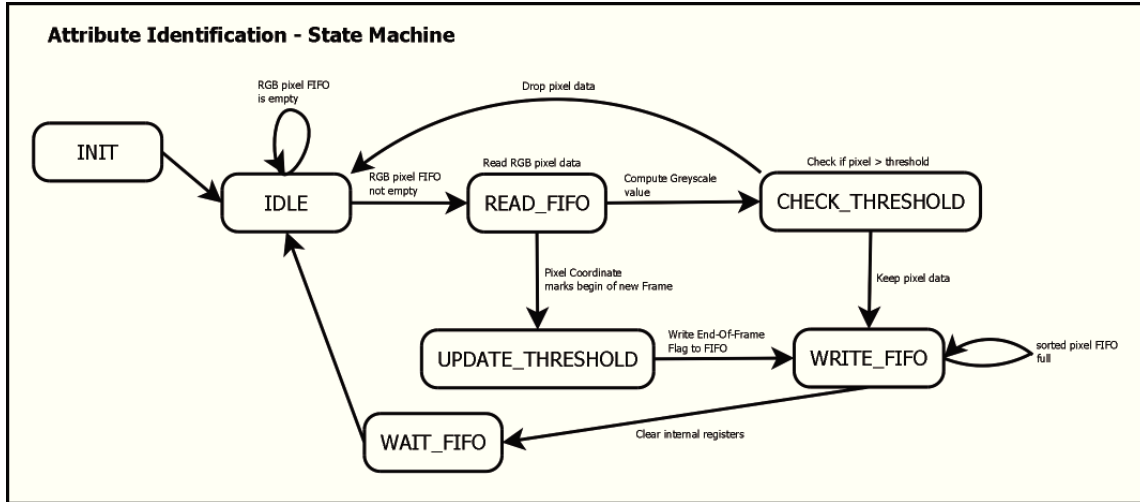 Attribute Identification - State Machine
RGB pixel FIFO
is empty
Drop pixel data
INIT
IDLE
RGB pixel FIFO
not empty
Read RGB pixel data
READ_FIFO
Compute Greyscale
value
Check if pixel > threshold
CHECK_THRESHOLD
Pixel Coordinate
marks begin of new Frame
Keep pixel data
UPDATE_THRESHOLD
Write End-Of-Frame
Flag to FIFO
WRITE_FIFO
sorted pixel FIFO
full
WAIT_FIFO
Clear internal registers